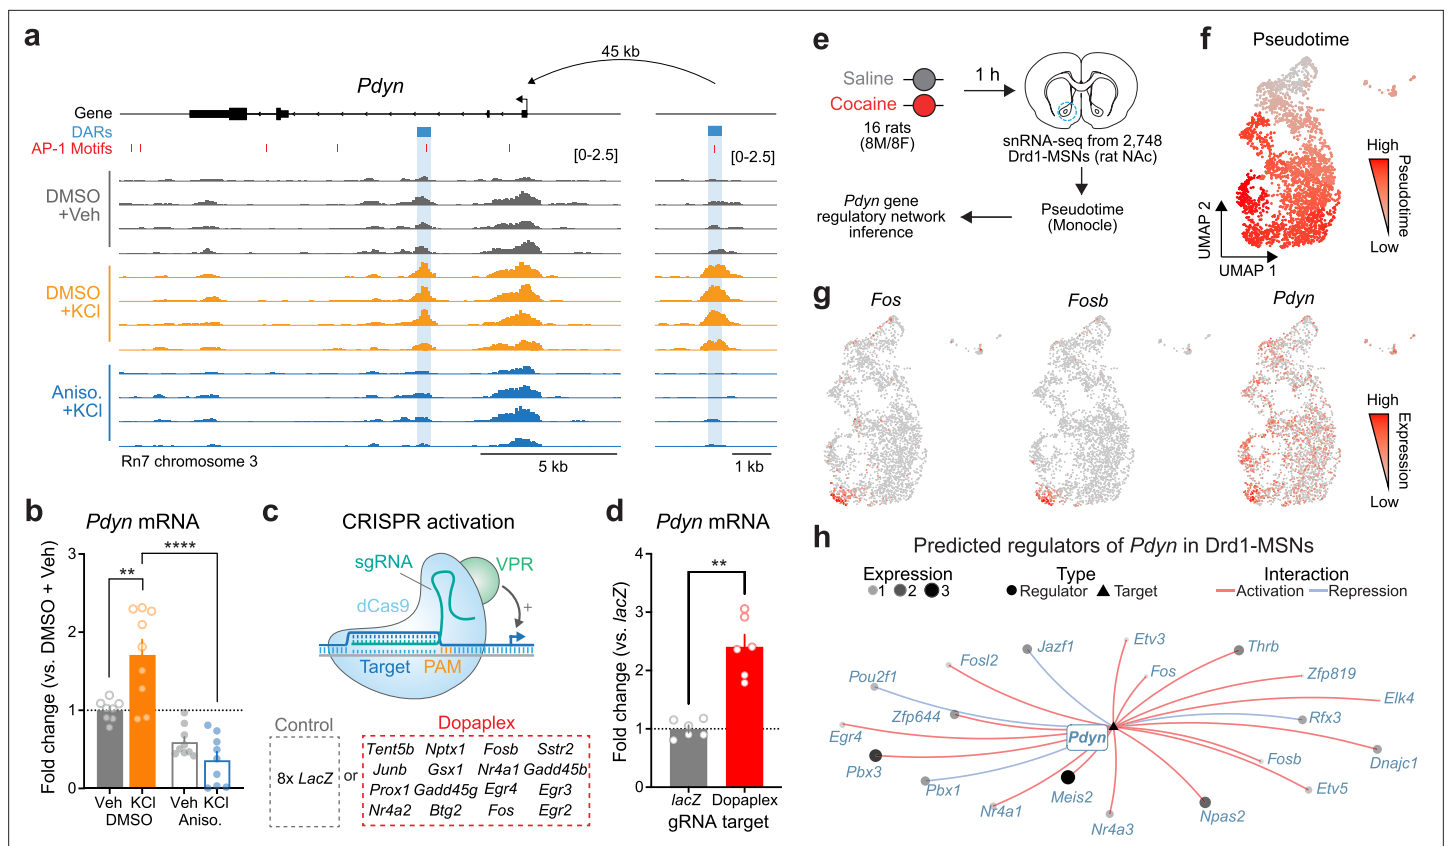 a
45 kb
Pdyn
Gene
DARs
AP-1 Motifs
[0-2.5]
[0-2.5]
DMSO
+Veh
DMSO
+KCl
Aniso.
+KCl
Rn7 chromosome 3
5 kb
1 kb
b
Pdyn mRNA
****
**
Fold change (vs. DMSO + Veh)
3
2
1
0
Veh KCl Veh KCl
DMSO Aniso.
c
CRISPR activation
sgRNA
VPR
dCas9
+
Target
PAM
Control
8x LacZ
or
Dopaplex
Tent5b Nptx1 Fosb Sstr2
Junb Gsx1 Nr4a1 Gadd45b
Prox1 Gadd45g Egr4 Egr3
Nr4a2 Btg2 Fos Egr2
d
Pdyn mRNA
**
Fold change (vs. lacZ)
4
3
2
1
0
lacZ Dopaplex
gRNA target
e
Saline
Cocaine
16 rats
(8M/8F)
1 h
snRNA-seq from 2,748
Drd1-MSNs (rat NAc)
Pseudotime
(Monocle)
Pdyn gene
regulatory network
inference
f
Pseudotime
High
Pseudotime
Low
UMAP 2
UMAP 1
g
Fos
Fosb
Pdyn
High
Expression
Low
h
Predicted regulators of Pdyn in Drd1-MSNs
Expression
1 2 3
Type
Regulator Target
Interaction
Activation Repression
Etv3
Jazf1
Thrb
Fosl2
Fos
Zfp819
Pou2f1
Elk4
Zfp644
Rfx3
Egr4
Pdyn
Fosb
Dnajc1
Pbx3
Pbx1
Meis2
Etv5
Nr4a1
Nr4a3
Npas2